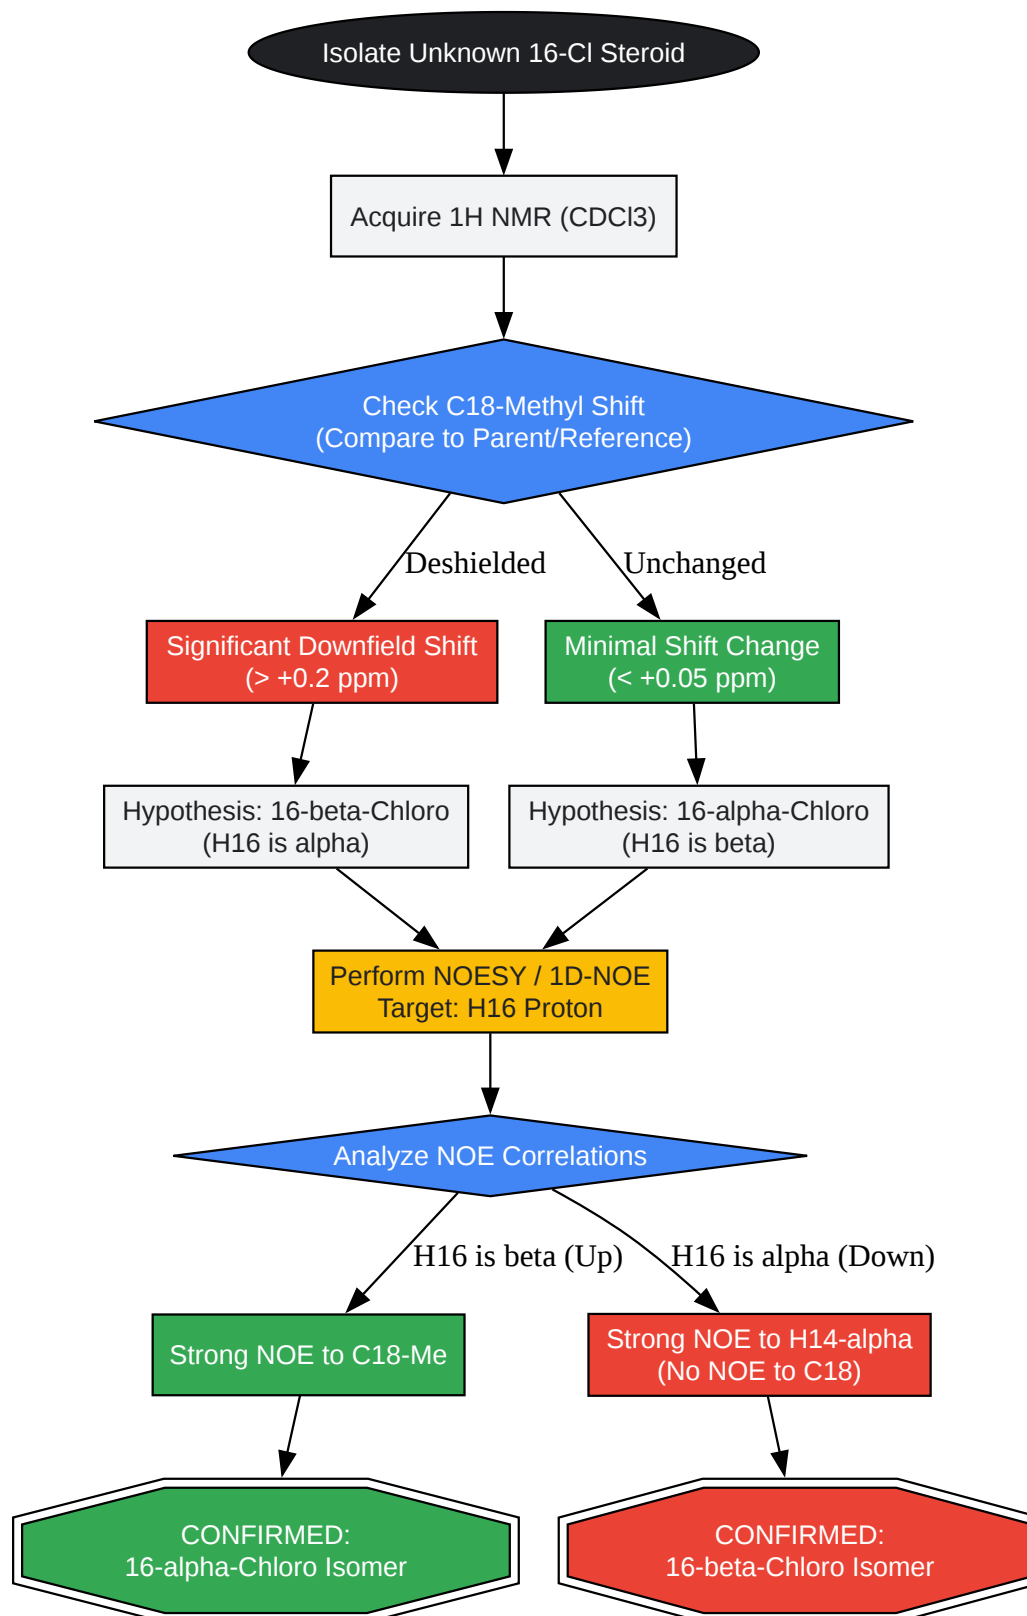 Isolate Unknown 16-Cl Steroid
Acquire 1H NMR (CDCl3)
Check C18-Methyl Shift
(Compare to Parent/Reference)
Deshielded
Unchanged
Significant Downfield Shift
(> +0.2 ppm)
Minimal Shift Change
(< +0.05 ppm)
Hypothesis: 16-beta-Chloro
(H16 is alpha)
Hypothesis: 16-alpha-Chloro
(H16 is beta)
Perform NOESY / 1D-NOE
Target: H16 Proton
Analyze NOE Correlations
H16 is beta (Up)
H16 is alpha (Down)
Strong NOE to C18-Me
Strong NOE to H14-alpha
(No NOE to C18)
CONFIRMED:
16-alpha-Chloro Isomer
CONFIRMED:
16-beta-Chloro Isomer